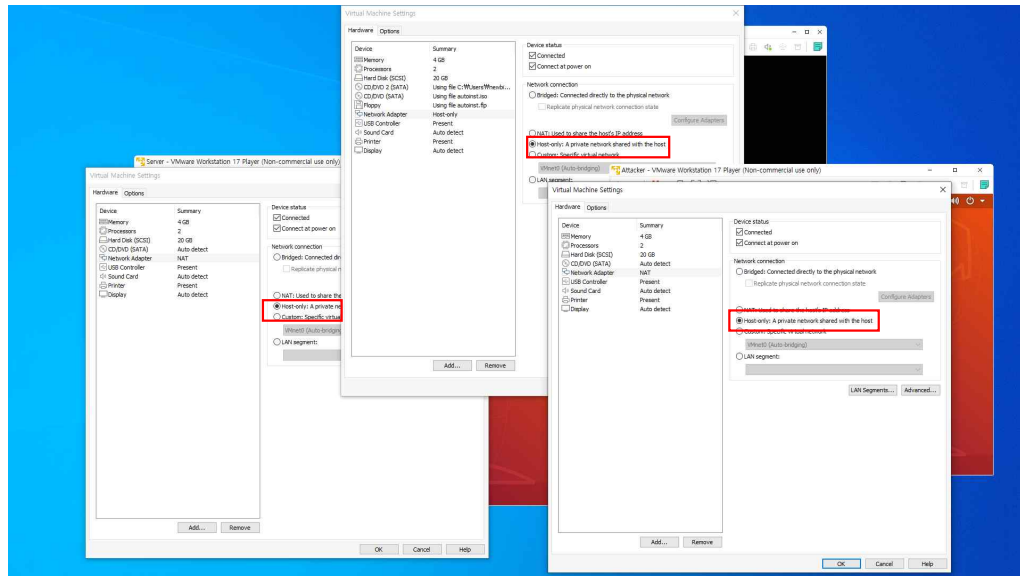 Virtual Machine Settings
Hardware Options
Device Summary
Memory 4 GB
Processors 2
Hard Disk (SCSI) 20 GB
CD/DVD 2 (SATA) Using file C:\Users\newbi...
CD/DVD (SATA) Using file autoinst.iso
Floppy Using file autoinst.flp
Network Adapter Host-only
USB Controller Present
Sound Card Auto detect
Printer Present
Display Auto detect
Add... Remove
Device status
Connected
Connect at power on
Network connection
Bridged: Connected directly to the physical network
Replicate physical network connection state
Configure Adapters
NAT: Used to share the host's IP address
Host-only: A private network shared with the host
Custom: Specific virtual network
VMnet0 (Auto-bridging)
LAN segment:
Server - VMware Workstation 17 Player (Non-commercial use only)
Virtual Machine Settings
Hardware Options
Device Summary
Memory 4 GB
Processors 2
Hard Disk (SCSI) 20 GB
CD/DVD (SATA) Auto detect
Network Adapter NAT
USB Controller Present
Sound Card Auto detect
Printer Present
Display Auto detect
Add... Remove
Device status
Connected
Connect at power on
Network connection
Bridged: Connected dir
Replicate physical n
NAT: Used to share the
Host-only: A private ne
Custom: Specific virtua
VMnet0 (Auto-bridging
LAN segment:
OK Cancel Help
Attacker - VMware Workstation 17 Player (Non-commercial use only)
Virtual Machine Settings
Hardware Options
Device Summary
Memory 4 GB
Processors 2
Hard Disk (SCSI) 20 GB
CD/DVD (SATA) Auto detect
Network Adapter NAT
USB Controller Present
Sound Card Auto detect
Printer Present
Display Auto detect
Add... Remove
Device status
Connected
Connect at power on
Network connection
Bridged: Connected directly to the physical network
Replicate physical network connection state
Configure Adapters
NAT: Used to share the host's IP address
Host-only: A private network shared with the host
Custom: Specific virtual network
VMnet0 (Auto-bridging)
LAN segment:
LAN Segments... Advanced...
OK Cancel Help